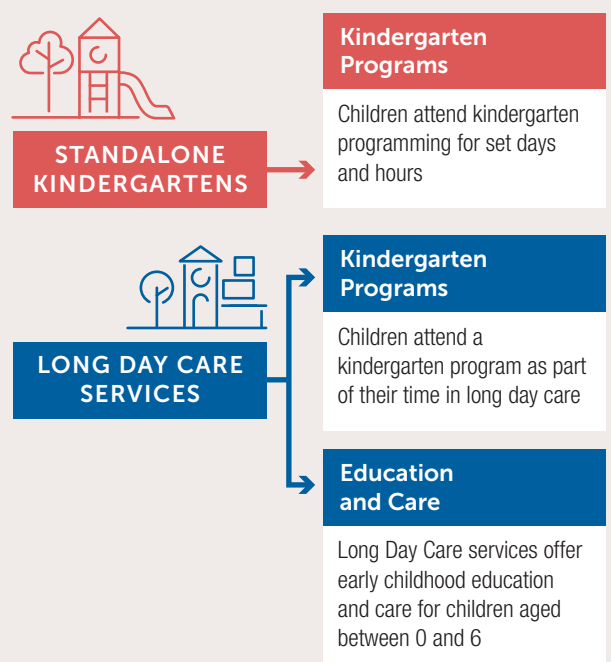 Kindergarten
Programs
Children attend kindergarten
programming for set days
and hours
STANDALONE
KINDERGARTENS
Kindergarten
Programs
Children attend a
kindergarten program as part
of their time in long day care
LONG DAY CARE
SERVICES
Education
and Care
Long Day Care services offer
early childhood education
and care for children aged
between 0 and 6